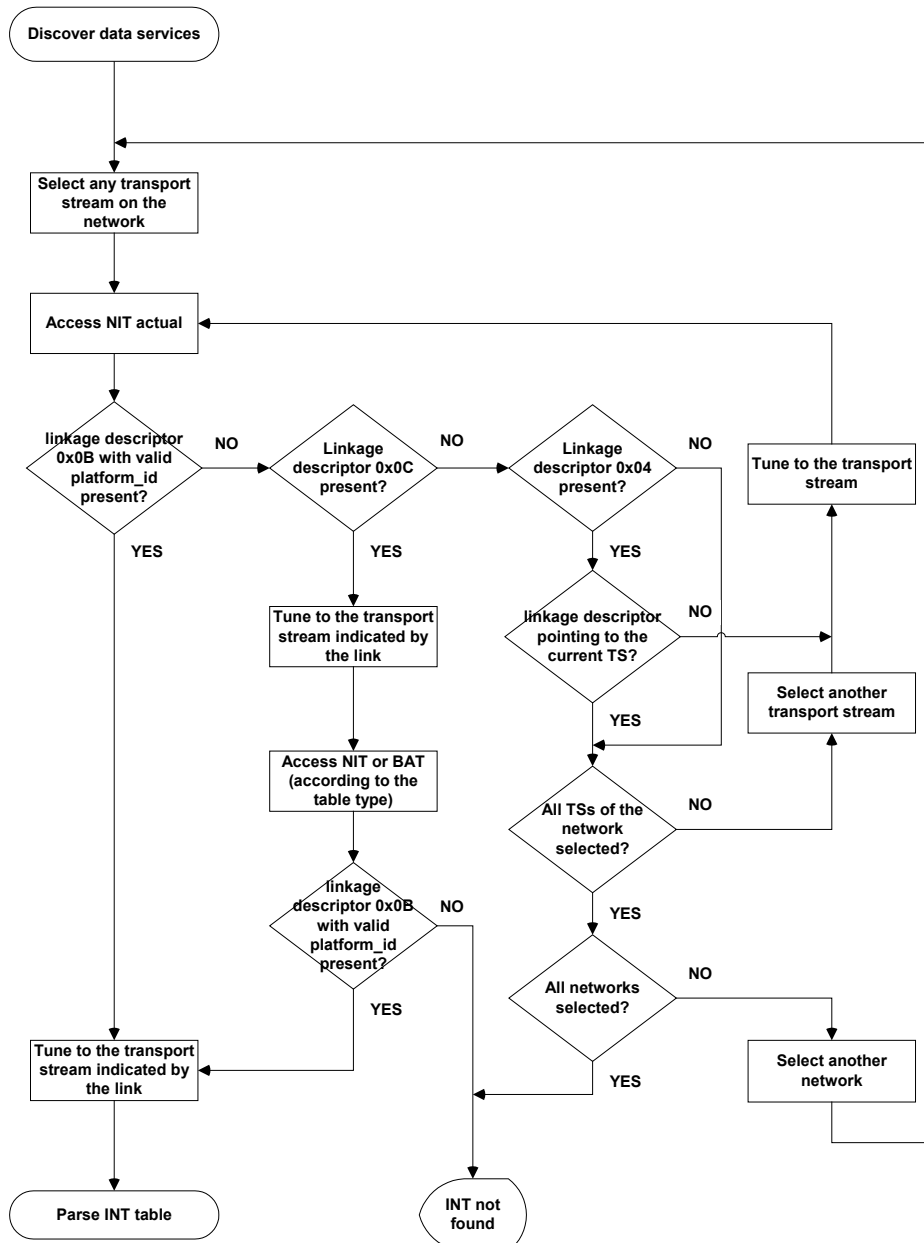 Discover data services
Select any transport
stream on the
network
Access NIT actual
linkage descriptor
0x0B with valid
platform_id
present?
NO
YES
Linkage
descriptor 0x0C
present?
NO
YES
Linkage
descriptor 0x04
present?
NO
YES
Tune to the transport
stream
Tune to the transport
stream indicated by
the link
linkage descriptor
pointing to the
current TS?
NO
YES
Select another
transport stream
Access NIT or BAT
(according to the
table type)
All TSs of the
network
selected?
NO
YES
linkage
descriptor 0x0B
with valid
platform_id
present?
NO
YES
All networks
selected?
NO
YES
Tune to the transport
stream indicated by
the link
Select another
network
Parse INT table
INT not
found